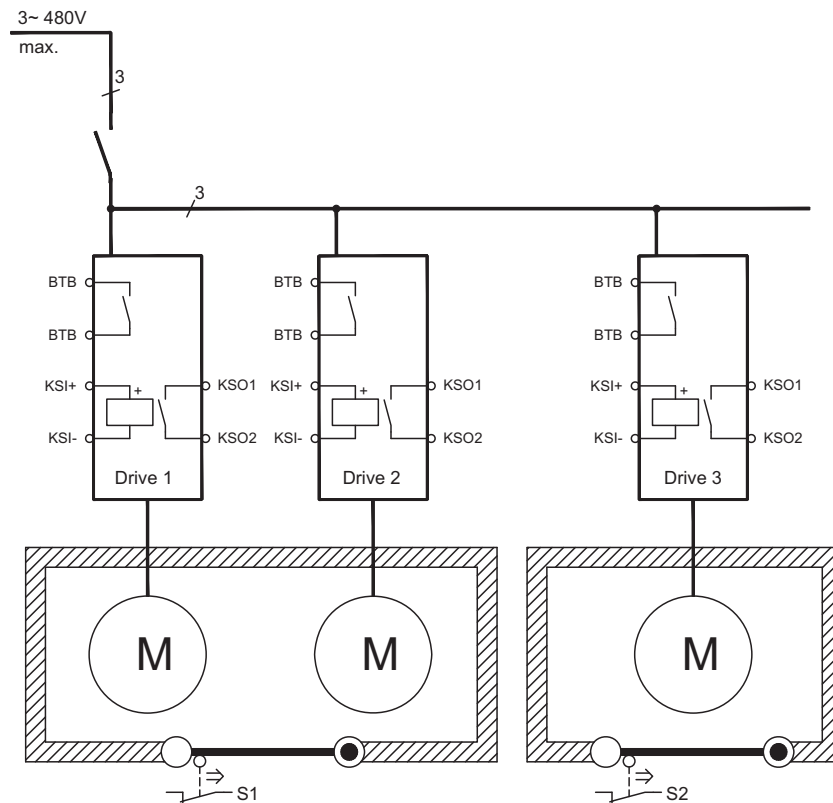 3~ 480V
max.
3
3
BTB
BTB
BTB
BTB
BTB
BTB
KSI+
+
KSO1
KSI+
+
KSO1
KSI+
+
KSO1
KSI-
KSO2
KSI-
KSO2
KSI-
KSO2
Drive 1
Drive 2
Drive 3
M
M
M
S1
S2